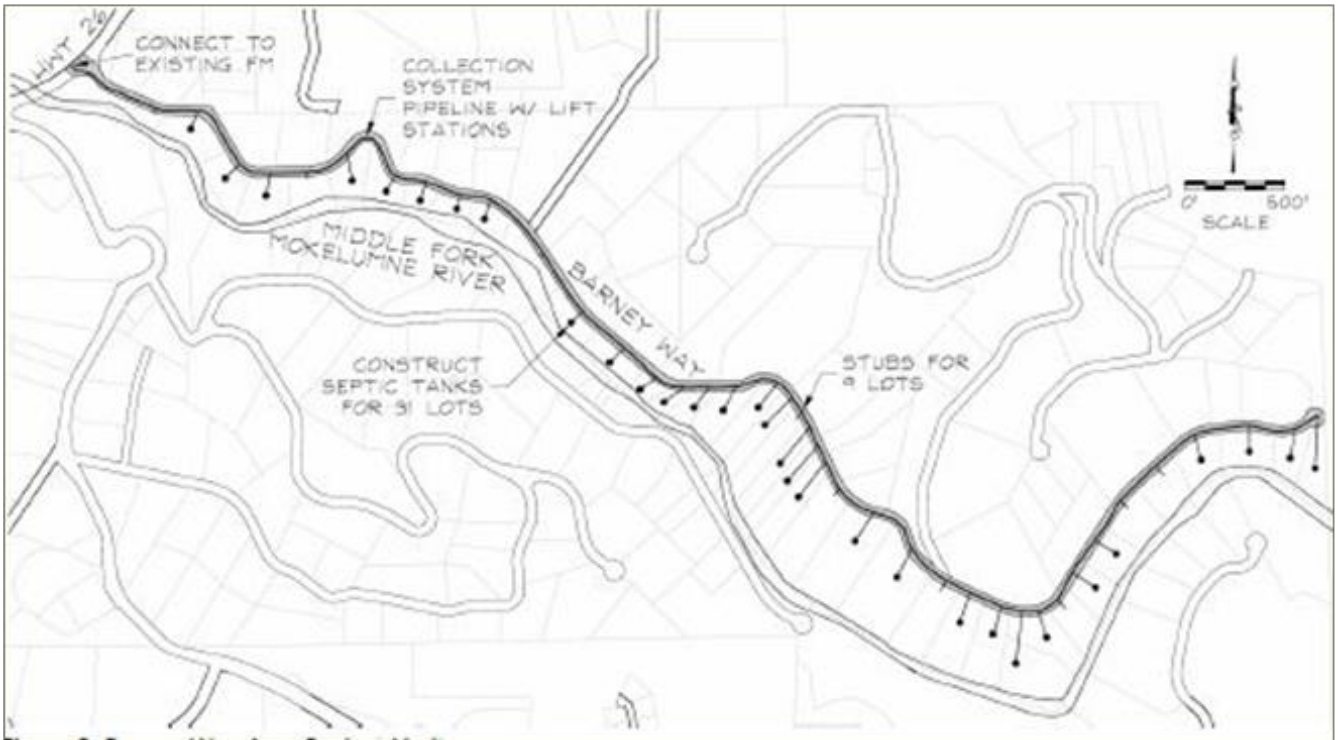 HWY 26
CONNECT TO
EXISTING FM
COLLECTION
SYSTEM
PIPELINE W/ LIFT
STATIONS
0' 500'
SCALE
MIDDLE FORK
MOKELUMNE RIVER
BARNEY WAY
CONSTRUCT
SEPTIC TANKS
FOR 31 LOTS
STUBS FOR
9 LOTS